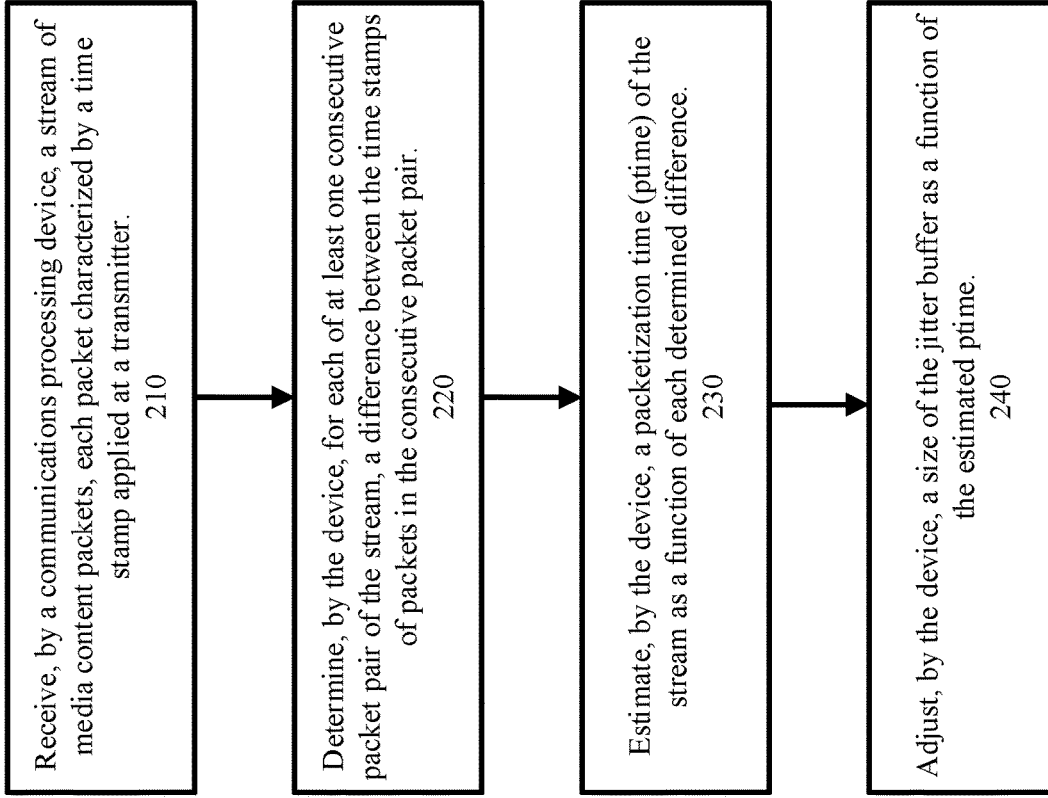 Receive, by a communications processing device, a stream of
media content packets, each packet characterized by a time
stamp applied at a transmitter.
210
Determine, by the device, for each of at least one consecutive
packet pair of the stream, a difference between the time stamps
of packets in the consecutive packet pair.
220
Estimate, by the device, a packetization time (ptime) of the
stream as a function of each determined difference.
230
Adjust, by the device, a size of the jitter buffer as a function of
the estimated ptime.
240